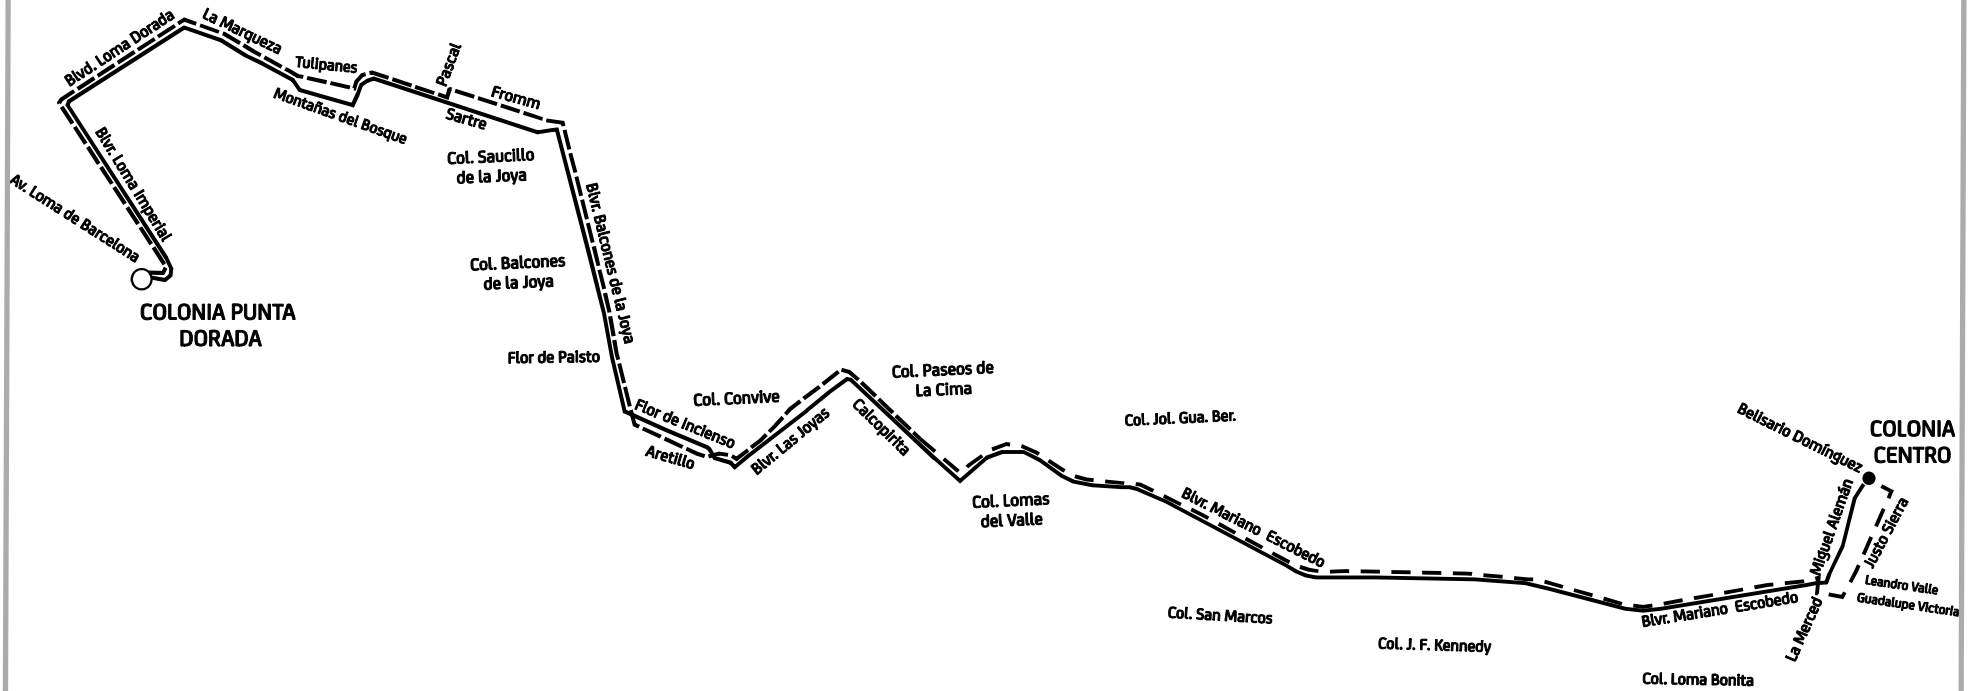 Blvd. Loma Dorada
La Marqueza
Tulipanes
Pascal
Fromm
Montañas del Bosque
Sartre
Blvr. Loma Imperial
Av. Loma de Barcelona
COLONIA PUNTA
DORADA
Col. Saucillo
de la Joya
Blvr. Balcones de la Joya
Col. Balcones
de la Joya
Flor de Paisto
Flor de Incienso
Aretillo
Col. Convive
Blvr. Las Joyas
Calcopirita
Col. Paseos de
La Cima
Col. Jol. Gua. Ber.
Col. Lomas
del Valle
Blvr. Mariano Escobedo
Col. San Marcos
Col. J. F. Kennedy
Blvr. Mariano Escobedo
Col. Loma Bonita
Belisario Domínguez
COLONIA
CENTRO
Miguel Alemán
Justo Sierra
Leandro Valle
Guadalupe Victoria
La Merced